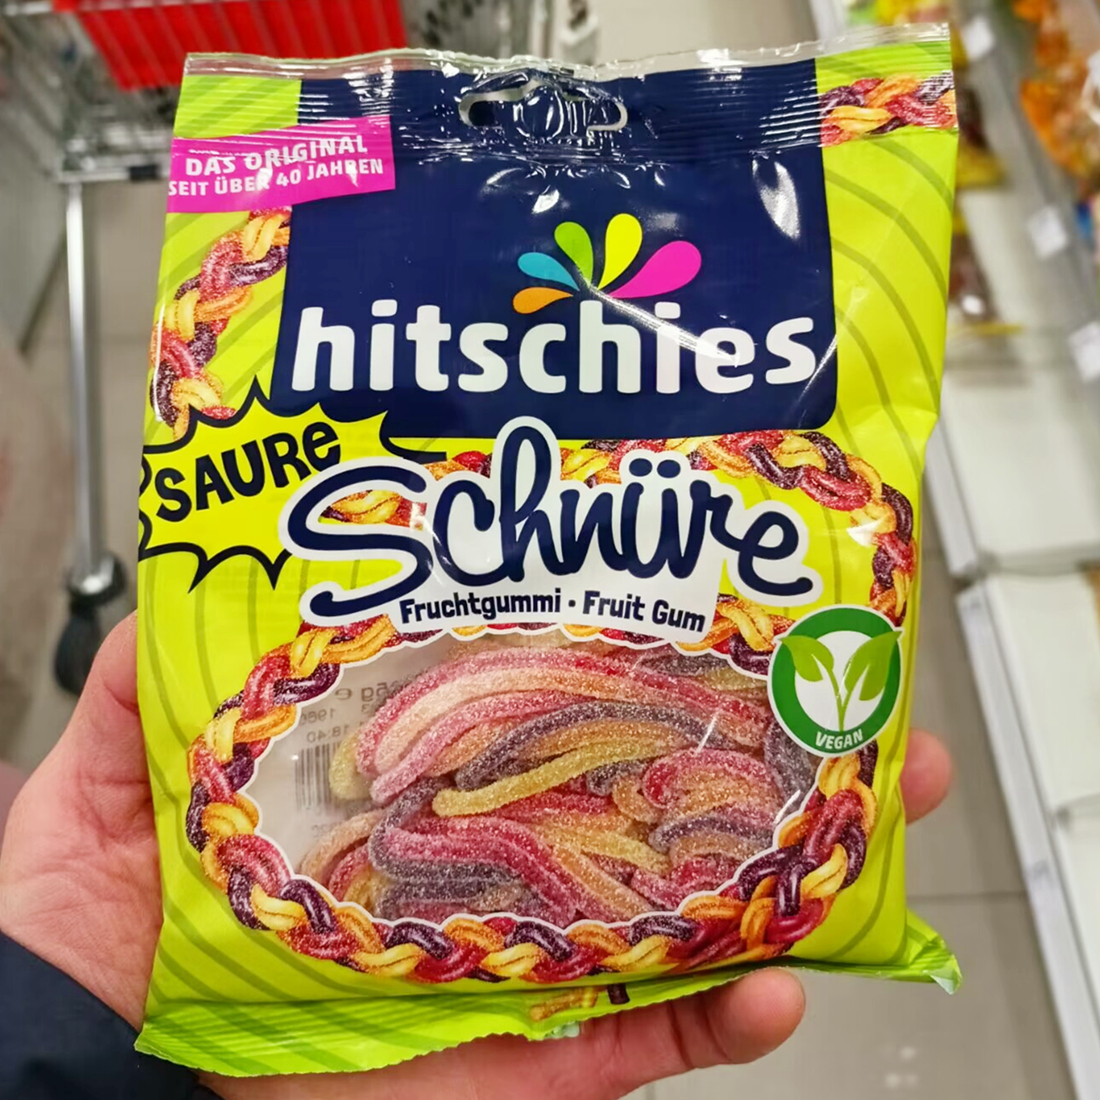 DAS ORIGINAL
SEIT ÜBER 40 JAHREN
hitschies
SAURE
Schnüre
Fruchtgummi • Fruit Gum
VEGAN